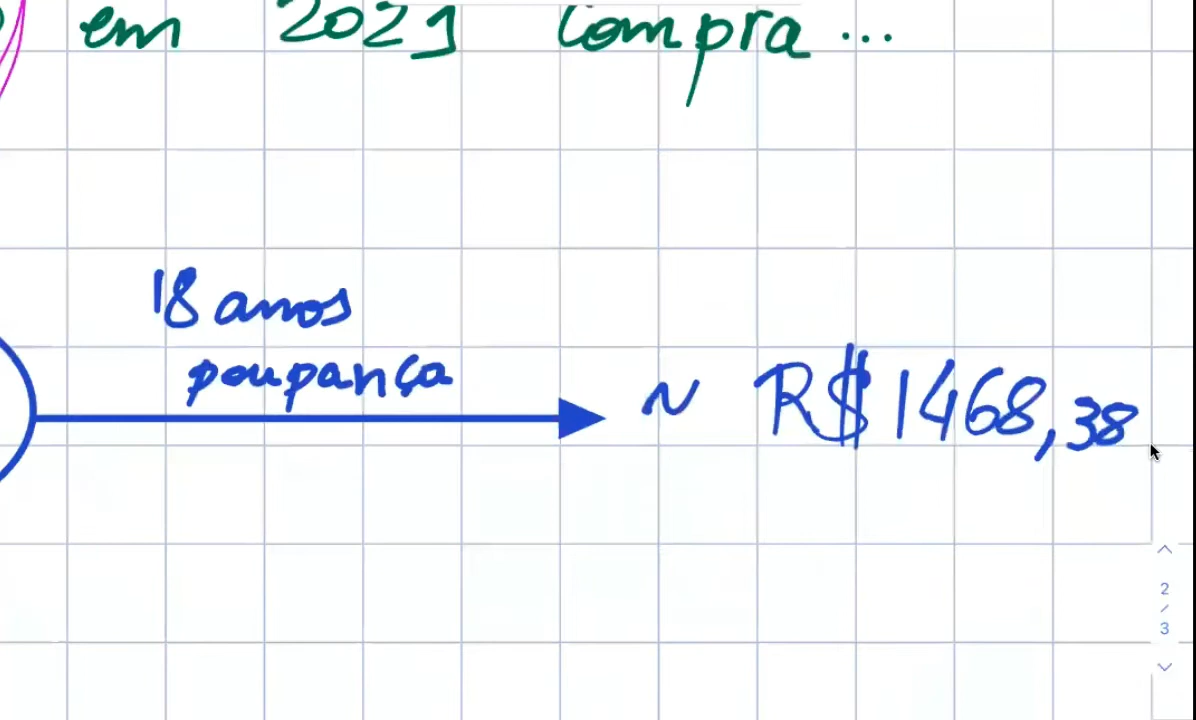 em 2021 compra...
18 anos
poupança
~ R$1468,38
2
/
3